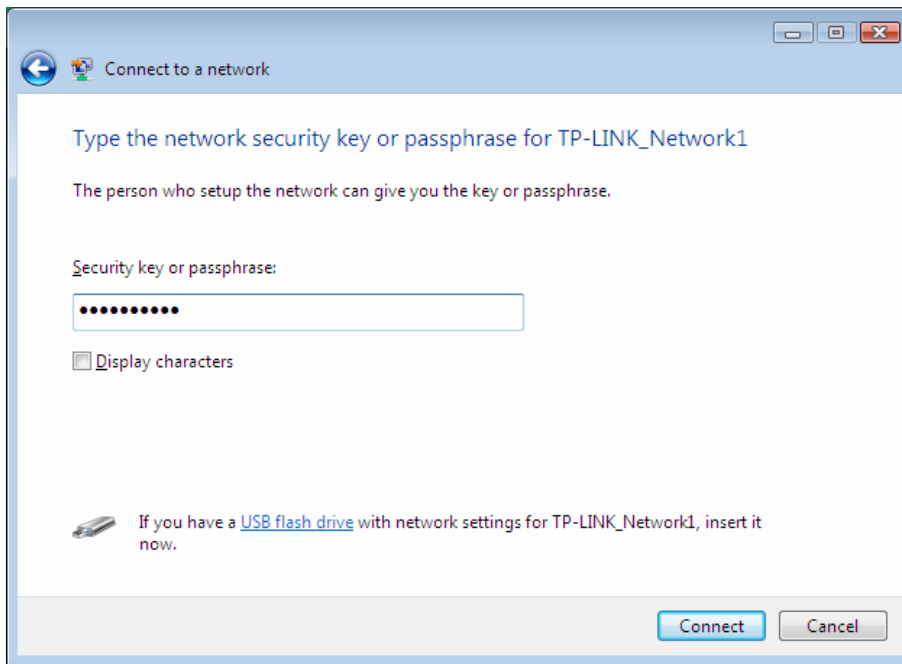 Connect to a network
Type the network security key or passphrase for TP-LINK_Network1
The person who setup the network can give you the key or passphrase.
Security key or passphrase:
••••••••••
Display characters
If you have a USB flash drive with network settings for TP-LINK_Network1, insert it
now.
Connect Cancel